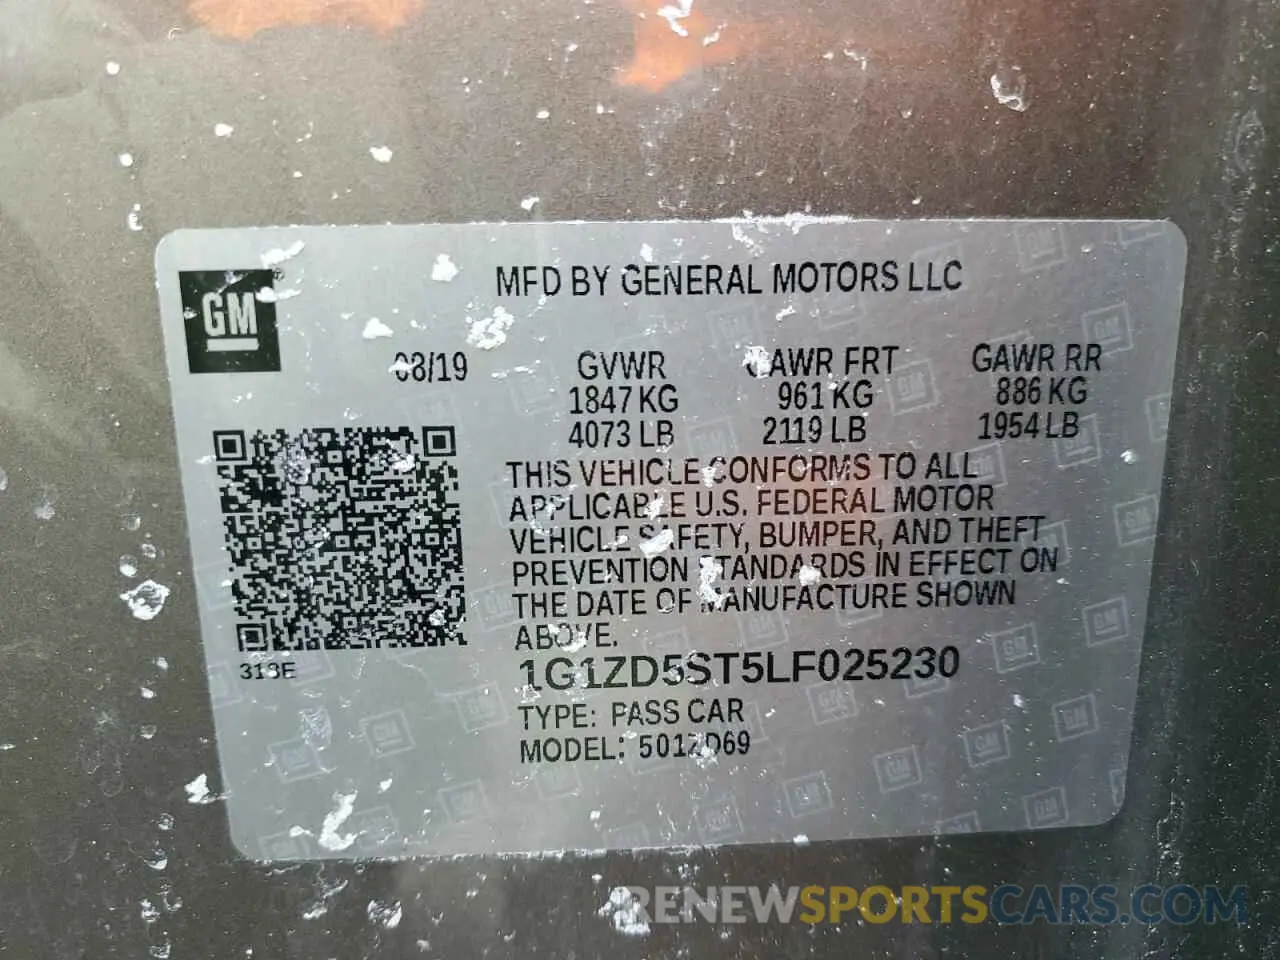 GM
MFD BY GENERAL MOTORS LLC
08/19 GVWR GAWR FRT GAWR RR
1847 KG 961 KG 886 KG
4073 LB 2119 LB 1954 LB
THIS VEHICLE CONFORMS TO ALL
APPLICABLE U.S. FEDERAL MOTOR
VEHICLE SAFETY, BUMPER, AND THEFT
PREVENTION STANDARDS IN EFFECT ON
THE DATE OF MANUFACTURE SHOWN
ABOVE.
313E
1G1ZD5ST5LF025230
TYPE: PASS CAR
MODEL: 501ZD69
RENEWSPORTSCARS.COM